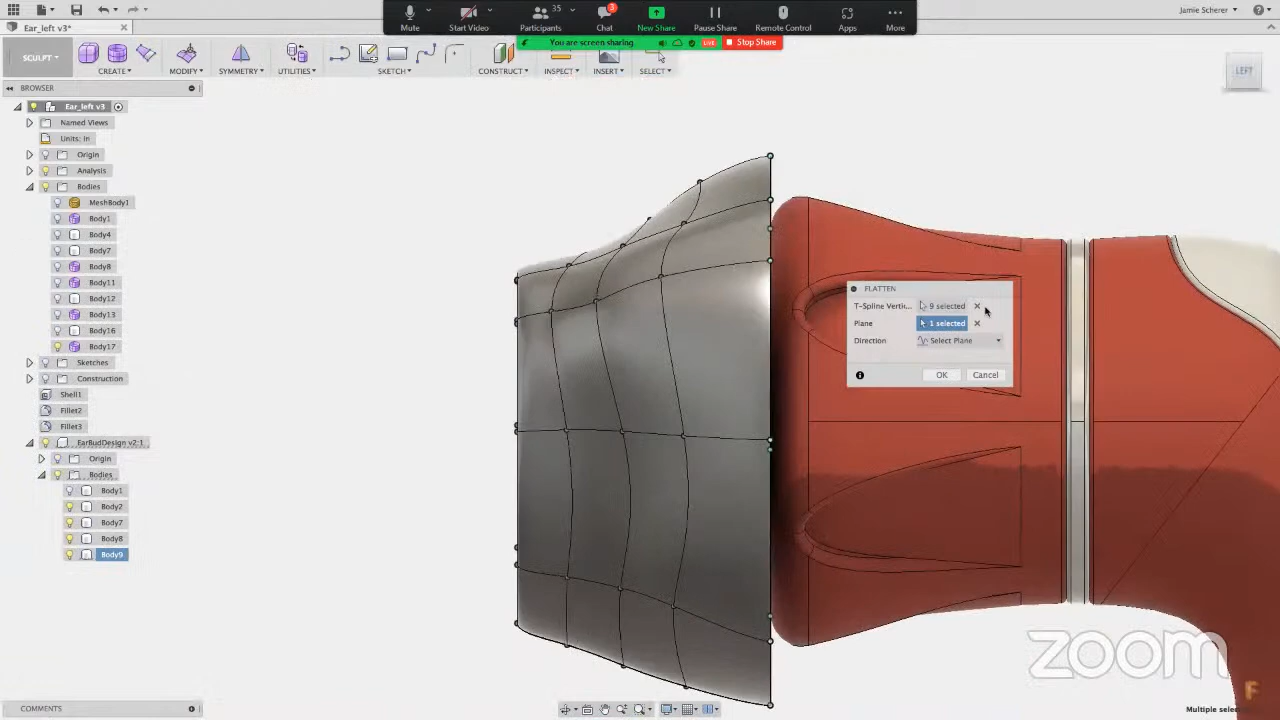 Mute
Start Video
Participants 35
Chat 3
New Share
Pause Share
Remote Control
Apps
More
Jamie Scherer
Ear_left v3*
You are screen sharing
LIVE
Stop Share
SCULPT
CREATE
MODIFY
SYMMETRY
UTILITIES
SKETCH
CONSTRUCT
INSPECT
INSERT
SELECT
LEFT
BROWSER
Ear_left v3
Named Views
Units: In
Origin
Analysis
Bodies
MeshBody1
Body1
Body4
Body7
Body8
Body11
Body12
Body13
Body16
Body17
Sketches
Construction
Shell1
Fillet2
Fillet3
EarBudDesign v2:1
Origin
Bodies
Body1
Body2
Body7
Body8
Body9
FLATTEN
T-Spline Vertic...
9 selected
Plane
1 selected
Direction
Select Plane
OK
Cancel
zoom
COMMENTS
Multiple selec